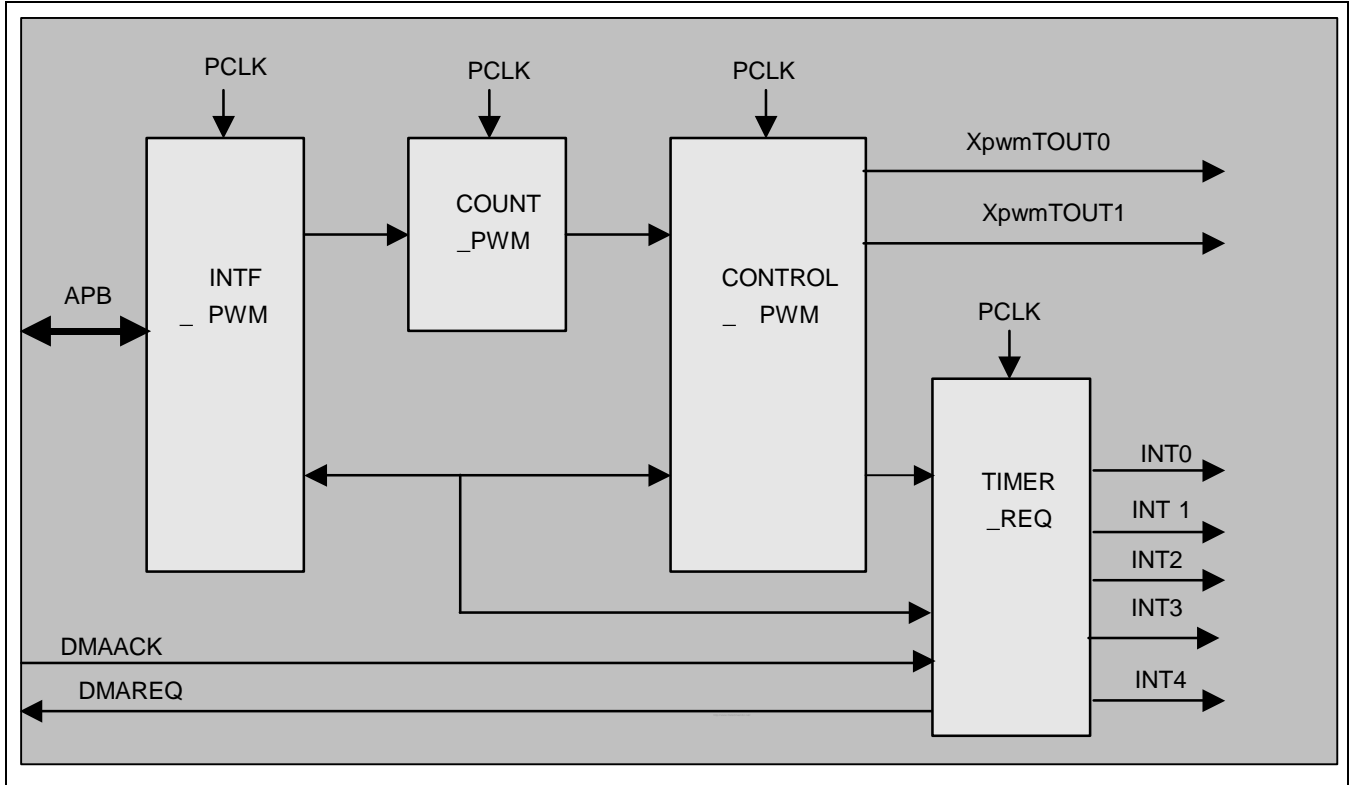 PCLK
PCLK
PCLK
XpwmTOUT0
XpwmTOUT1
COUNT
_PWM
INTF
_ PWM
CONTROL
_ PWM
APB
PCLK
TIMER
_REQ
INT0
INT 1
INT2
INT3
INT4
DMAACK
DMAREQ